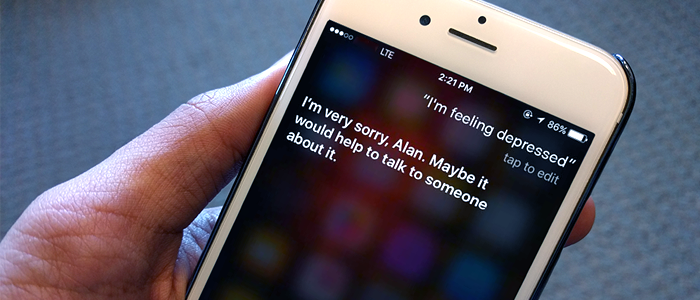 LTE
2:21 PM
86%
“I'm feeling depressed”
tap to edit
I'm very sorry, Alan. Maybe it
would help to talk to someone
about it.